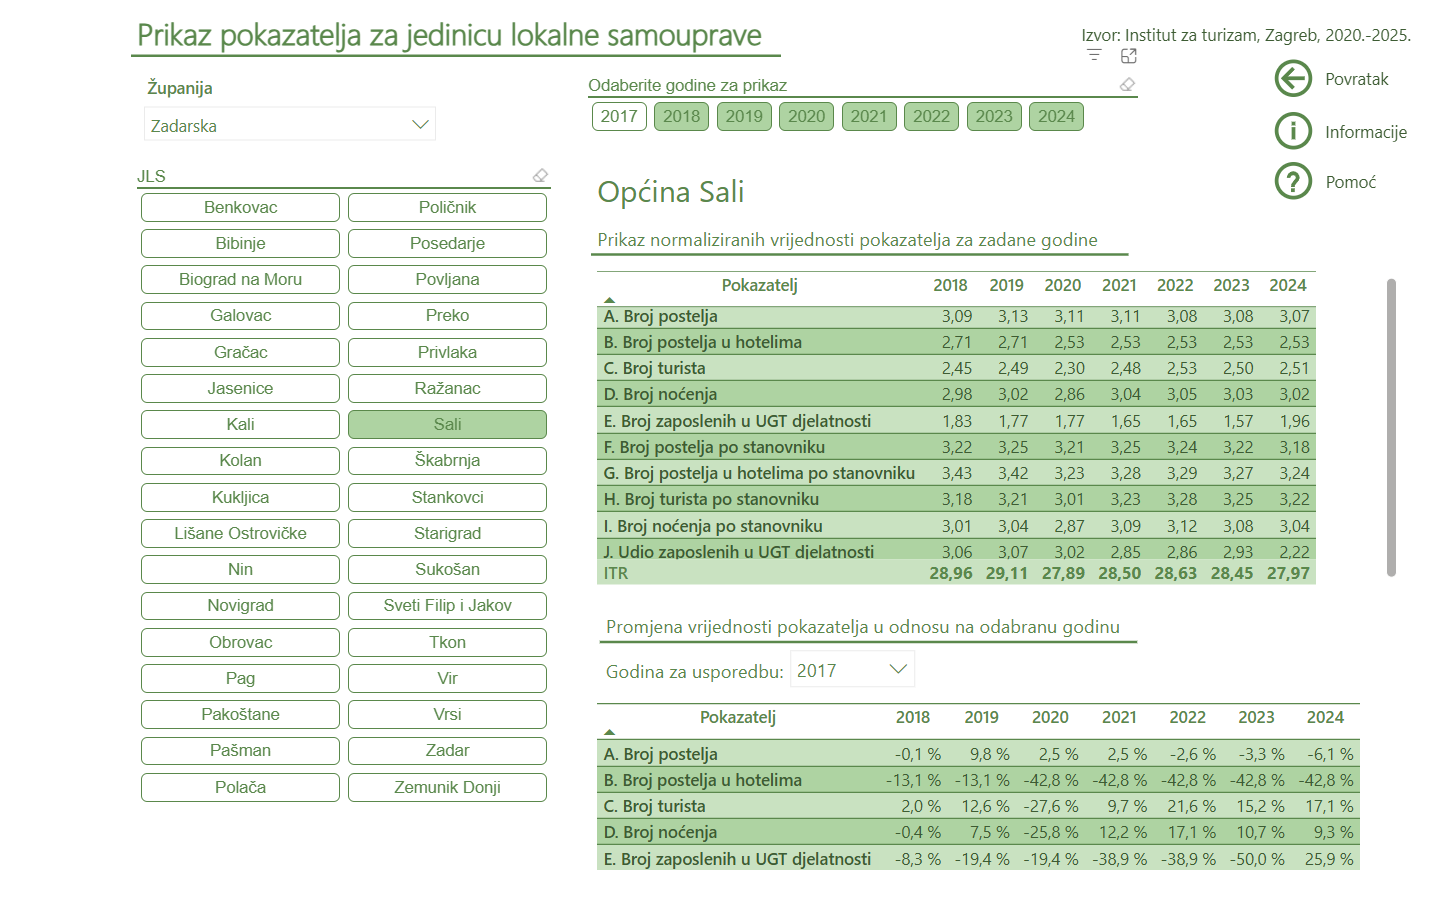 Prikaz pokazatelja za jedinicu lokalne samouprave
Izvor: Institut za turizam, Zagreb, 2020.-2025.
Povratak
Informacije
Pomoć
Županija
Zadarska
Odaberite godine za prikaz
2017 2018 2019 2020 2021 2022 2023 2024
JLS
Benkovac Poličnik
Bibinje Posedarje
Biograd na Moru Povljana
Galovac Preko
Gračac Privlaka
Jasenice Ražanac
Kali Sali
Kolan Škabrnja
Kukljica Stankovci
Lišane Ostrovičke Starigrad
Nin Sukošan
Novigrad Sveti Filip i Jakov
Obrovac Tkon
Pag Vir
Pakoštane Vrsi
Pašman Zadar
Polača Zemunik Donji
Općina Sali
Prikaz normaliziranih vrijednosti pokazatelja za zadane godine
Pokazatelj 2018 2019 2020 2021 2022 2023 2024
A. Broj postelja 3,09 3,13 3,11 3,11 3,08 3,08 3,07
B. Broj postelja u hotelima 2,71 2,71 2,53 2,53 2,53 2,53 2,53
C. Broj turista 2,45 2,49 2,30 2,48 2,53 2,50 2,51
D. Broj noćenja 2,98 3,02 2,86 3,04 3,05 3,03 3,02
E. Broj zaposlenih u UGT djelatnosti 1,83 1,77 1,77 1,65 1,65 1,57 1,96
F. Broj postelja po stanovniku 3,22 3,25 3,21 3,25 3,24 3,22 3,18
G. Broj postelja u hotelima po stanovniku 3,43 3,42 3,23 3,28 3,29 3,27 3,24
H. Broj turista po stanovniku 3,18 3,21 3,01 3,23 3,28 3,25 3,22
I. Broj noćenja po stanovniku 3,01 3,04 2,87 3,09 3,12 3,08 3,04
J. Udio zaposlenih u UGT djelatnosti 3,06 3,07 3,02 2,85 2,86 2,93 2,22
ITR 28,96 29,11 27,89 28,50 28,63 28,45 27,97
Promjena vrijednosti pokazatelja u odnosu na odabranu godinu
Godina za usporedbu: 2017
Pokazatelj 2018 2019 2020 2021 2022 2023 2024
A. Broj postelja -0,1 % 9,8 % 2,5 % 2,5 % -2,6 % -3,3 % -6,1 %
B. Broj postelja u hotelima -13,1 % -13,1 % -42,8 % -42,8 % -42,8 % -42,8 % -42,8 %
C. Broj turista 2,0 % 12,6 % -27,6 % 9,7 % 21,6 % 15,2 % 17,1 %
D. Broj noćenja -0,4 % 7,5 % -25,8 % 12,2 % 17,1 % 10,7 % 9,3 %
E. Broj zaposlenih u UGT djelatnosti -8,3 % -19,4 % -19,4 % -38,9 % -38,9 % -50,0 % 25,9 %